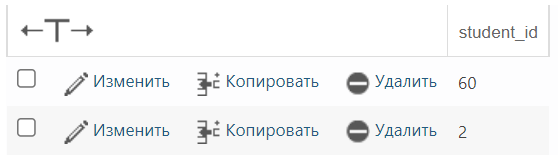 ←T→ student_id
Изменить Копировать Удалить 60
Изменить Копировать Удалить 2